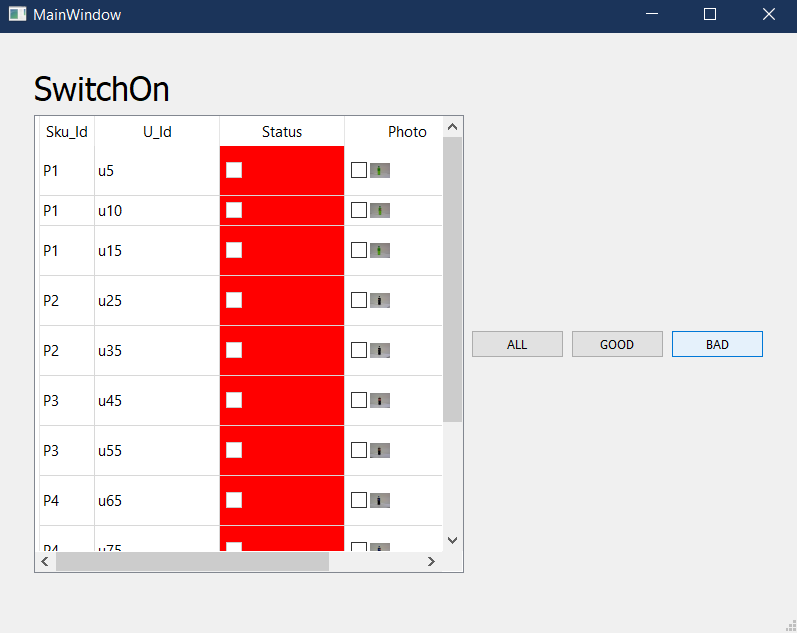 MainWindow
SwitchOn
Sku_Id U_Id Status Photo
P1 u5
P1 u10
P1 u15
P2 u25
P2 u35
ALL GOOD BAD
P3 u45
P3 u55
P4 u65
P4 u75